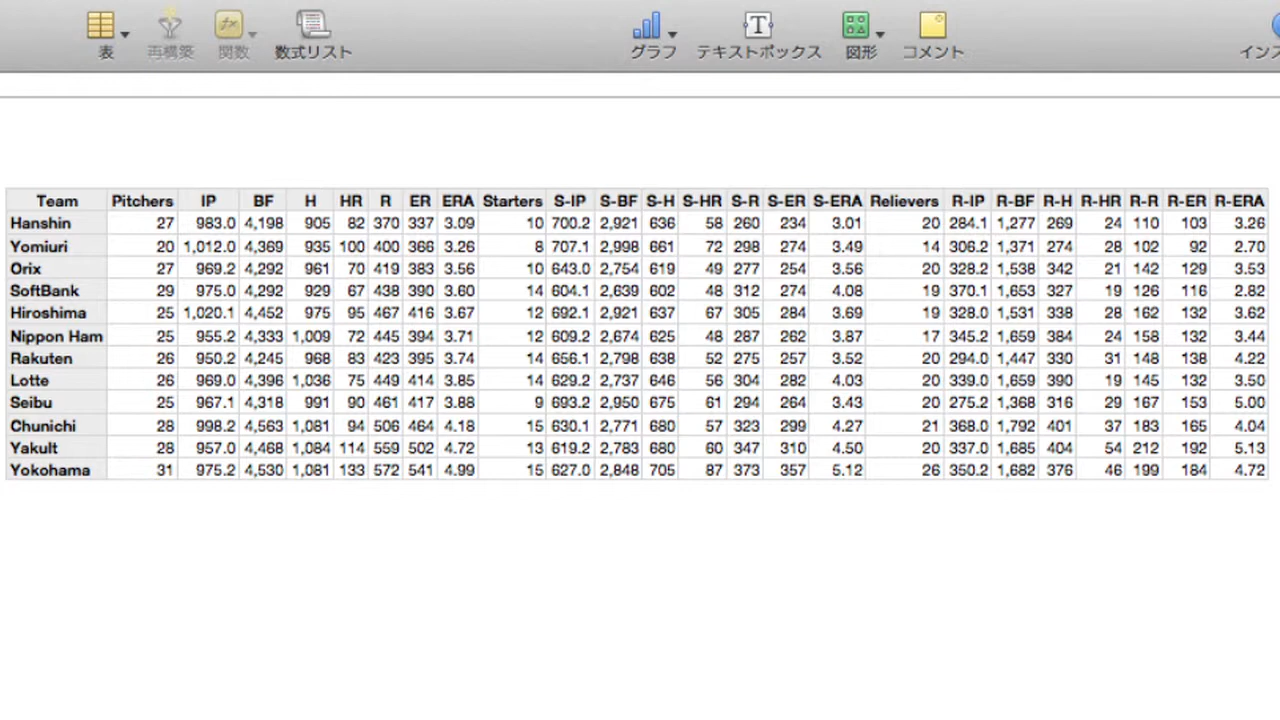 表 再構築 関数 数式リスト グラフ テキストボックス 図形 コメント インス
Team Pitchers IP BF H HR R ER ERA Starters S-IP S-BF S-H S-HR S-R S-ER S-ERA Relievers R-IP R-BF R-H R-HR R-R R-ER R-ERA
Hanshin 27 983.0 4,198 905 82 370 337 3.09 10 700.2 2,921 636 58 260 234 3.01 20 284.1 1,277 269 24 110 103 3.26
Yomiuri 20 1,012.0 4,369 935 100 400 366 3.26 8 707.1 2,998 661 72 298 274 3.49 14 306.2 1,371 274 28 102 92 2.70
Orix 27 969.2 4,292 961 70 419 383 3.56 10 643.0 2,754 619 49 277 254 3.56 20 328.2 1,538 342 21 142 129 3.53
SoftBank 29 975.0 4,292 929 67 438 390 3.60 14 604.1 2,639 602 48 312 274 4.08 19 370.1 1,653 327 19 126 116 2.82
Hiroshima 25 1,020.1 4,452 975 95 467 416 3.67 12 692.1 2,921 637 67 305 284 3.69 19 328.0 1,531 338 28 162 132 3.62
Nippon Ham 25 955.2 4,333 1,009 72 445 394 3.71 12 609.2 2,674 625 48 287 262 3.87 17 345.2 1,659 384 24 158 132 3.44
Rakuten 26 950.2 4,245 968 83 423 395 3.74 14 656.1 2,798 638 52 275 257 3.52 20 294.0 1,447 330 31 148 138 4.22
Lotte 26 969.0 4,396 1,036 75 449 414 3.85 14 629.2 2,737 646 56 304 282 4.03 20 339.0 1,659 390 19 145 132 3.50
Seibu 25 967.1 4,318 991 90 461 417 3.88 9 693.2 2,950 675 61 294 264 3.43 20 275.2 1,368 316 29 167 153 5.00
Chunichi 28 998.2 4,563 1,081 94 506 464 4.18 15 630.1 2,771 680 57 323 299 4.27 21 368.0 1,792 401 37 183 165 4.04
Yakult 28 957.0 4,468 1,084 114 559 502 4.72 13 619.2 2,783 680 60 347 310 4.50 20 337.0 1,685 404 54 212 192 5.13
Yokohama 31 975.2 4,530 1,081 133 572 541 4.99 15 627.0 2,848 705 87 373 357 5.12 26 350.2 1,682 376 46 199 184 4.72